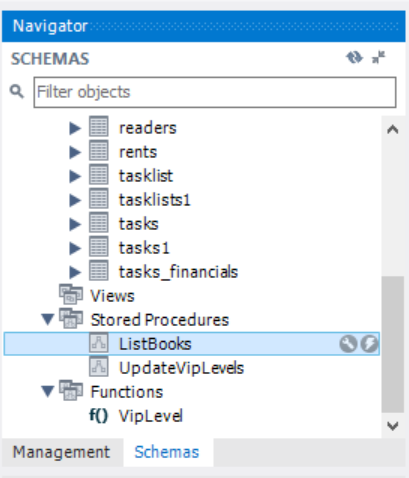 Navigator
SCHEMAS
Filter objects
readers
rents
tasklist
tasklists1
tasks
tasks1
tasks_financials
Views
Stored Procedures
ListBooks
UpdateVipLevels
Functions
f() VipLevel
Management Schemas